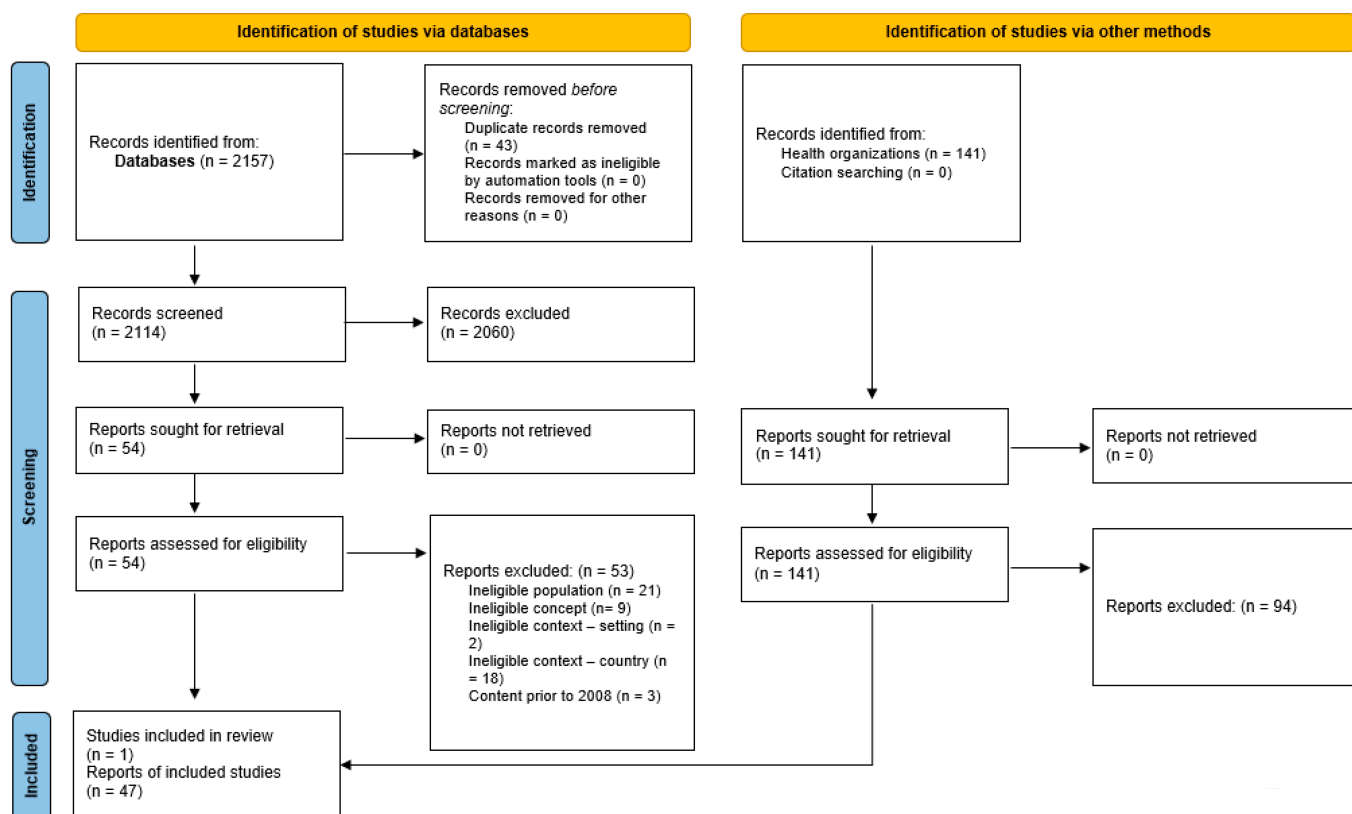 Identification of studies via databases
Identification of studies via other methods
Identification
Records identified from:
Databases (n = 2157)
Records removed before
screening:
Duplicate records removed
(n = 43)
Records marked as ineligible
by automation tools (n = 0)
Records removed for other
reasons (n = 0)
Records identified from:
Health organizations (n = 141)
Citation searching (n = 0)
Screening
Records screened
(n = 2114)
Records excluded
(n = 2060)
Reports sought for retrieval
(n = 54)
Reports not retrieved
(n = 0)
Reports sought for retrieval
(n = 141)
Reports not retrieved
(n = 0)
Reports assessed for eligibility
(n = 54)
Reports excluded: (n = 53)
Ineligible population (n = 21)
Ineligible concept (n= 9)
Ineligible context – setting (n =
2)
Ineligible context – country (n
= 18)
Content prior to 2008 (n = 3)
Reports assessed for eligibility
(n = 141)
Reports excluded: (n = 94)
Included
Studies included in review
(n = 1)
Reports of included studies
(n = 47)